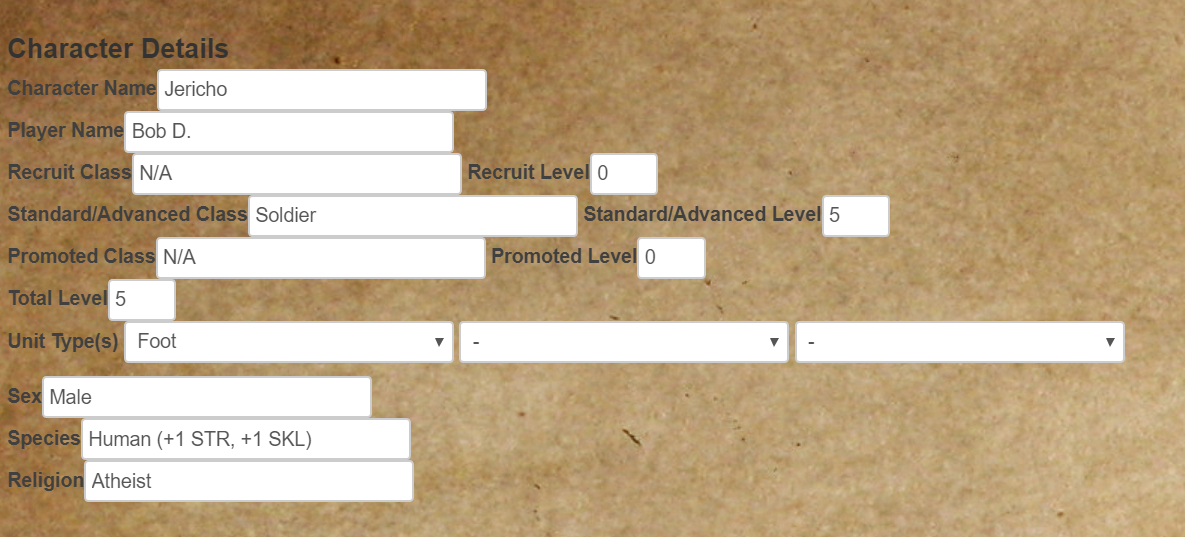 Character Details
Character Name Jericho
Player Name Bob D.
Recruit Class N/A Recruit Level 0
Standard/Advanced Class Soldier Standard/Advanced Level 5
Promoted Class N/A Promoted Level 0
Total Level 5
Unit Type(s) Foot - -
Sex Male
Species Human (+1 STR, +1 SKL)
Religion Atheist